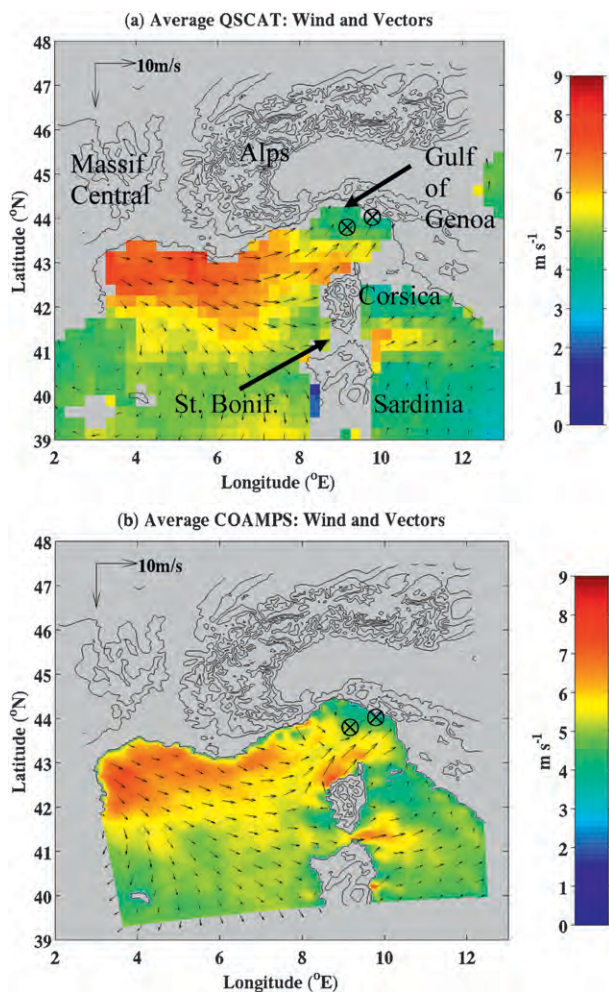 (a) Average QSCAT: Wind and Vectors
48
47
46
45
44
43
42
41
40
39
Latitude (°N)
10m/s
Massif
Central
Alps
Gulf
of
Genoa
Corsica
St. Bonif.
Sardinia
2
4
6
8
10
12
Longitude (°E)
9
8
7
6
5
4
3
2
1
0
m s⁻¹
(b) Average COAMPS: Wind and Vectors
48
47
46
45
44
43
42
41
40
39
Latitude (°N)
10m/s
2
4
6
8
10
12
Longitude (°E)
9
8
7
6
5
4
3
2
1
0
m s⁻¹